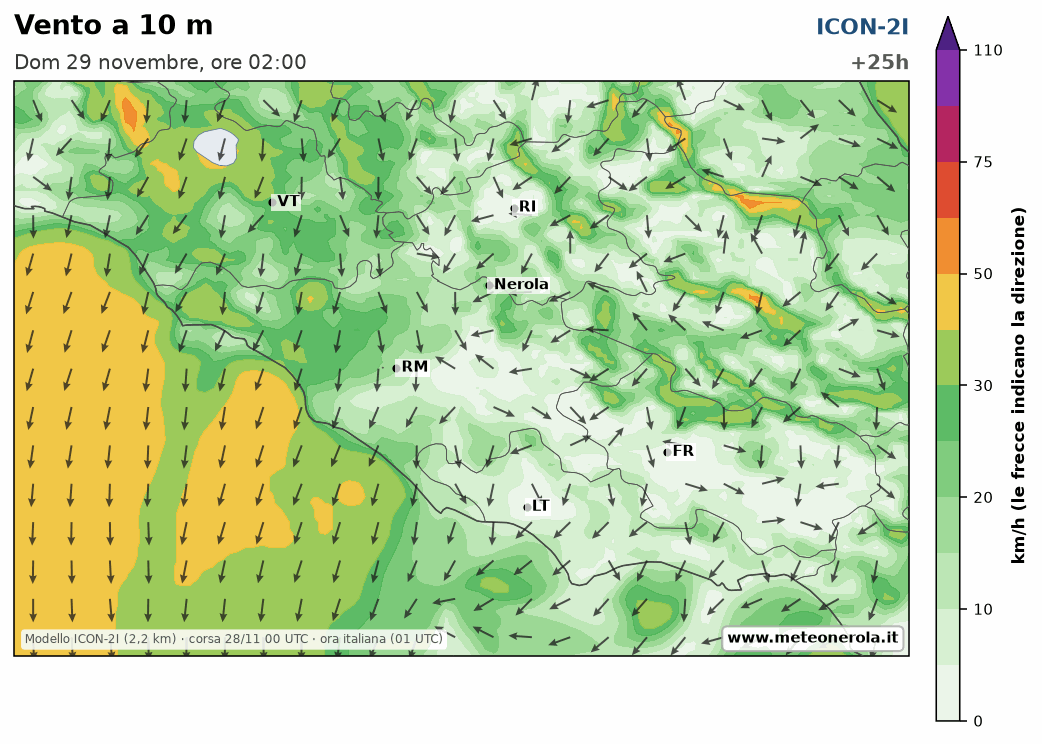 Vento a 10 m
ICON-2I
Dom 29 novembre, ore 02:00
+25h
VT
RI
Nerola
RM
FR
LT
Modello ICON-2I (2,2 km) · corsa 28/11 00 UTC · ora italiana (01 UTC)
www.meteonerola.it
110
75
50
30
20
10
0
km/h (le frecce indicano la direzione)